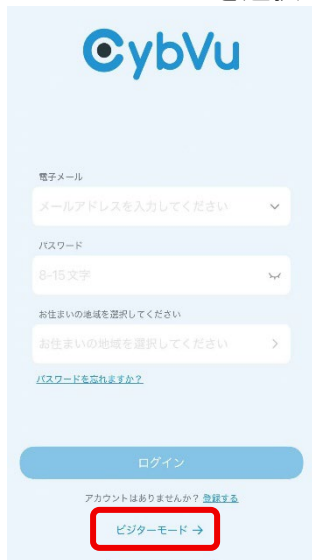 CybVu
電子メール
メールアドレスを入力してください
パスワード
8-15文字
お住まいの地域を選択してください
お住まいの地域を選択してください
パスワードを忘れますか？
ログイン
アカウントはありませんか？ 登録する
ビジターモード →